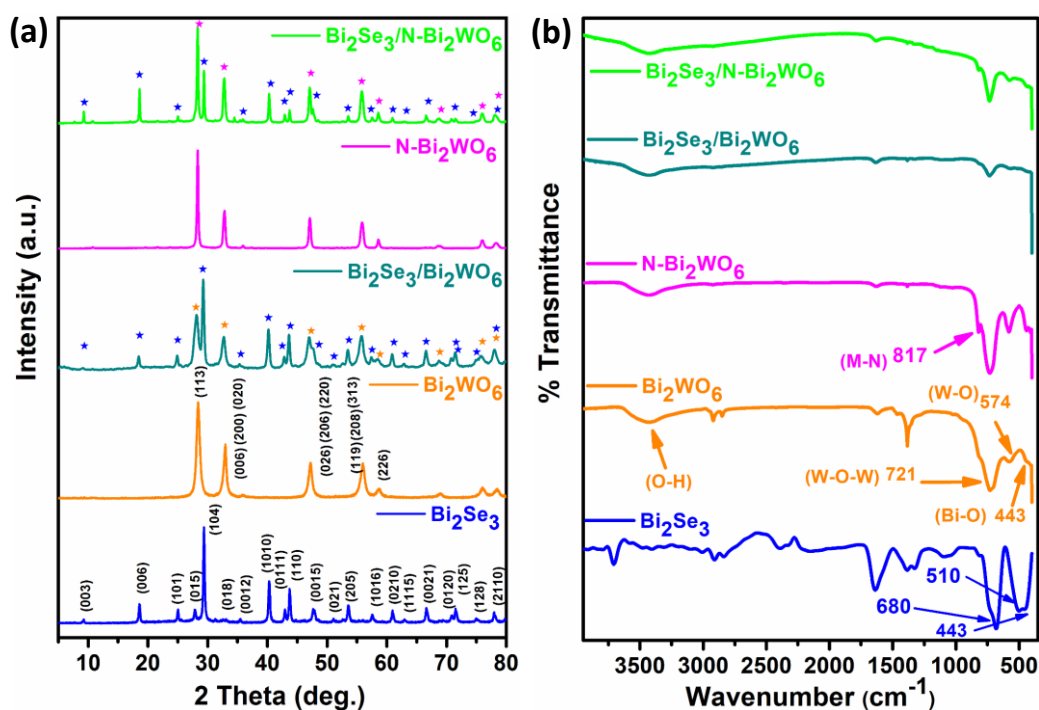 (a)
Intensity (a.u.)
Bi2Se3/N-Bi2WO6
N-Bi2WO6
Bi2Se3/Bi2WO6
Bi2WO6
(113)
(006) (200) (020)
(026) (206) (220)
(119) (208) (313)
(226)
Bi2Se3
(003)
(006)
(101)
(015)
(104)
(018)
(0012)
(1010)
(0111)
(110)
(0015)
(021)
(205)
(1016)
(0210)
(1115)
(0021)
(0120)
(125)
(128)
(2110)
10 20 30 40 50 60 70 80
2 Theta (deg.)
(b)
% Transmittance
Bi2Se3/N-Bi2WO6
Bi2Se3/Bi2WO6
N-Bi2WO6
(M-N) 817
Bi2WO6
(W-O) 574
(O-H)
(W-O-W) 721
(Bi-O) 443
Bi2Se3
510
680
443
3500 3000 2500 2000 1500 1000 500
Wavenumber (cm-1)